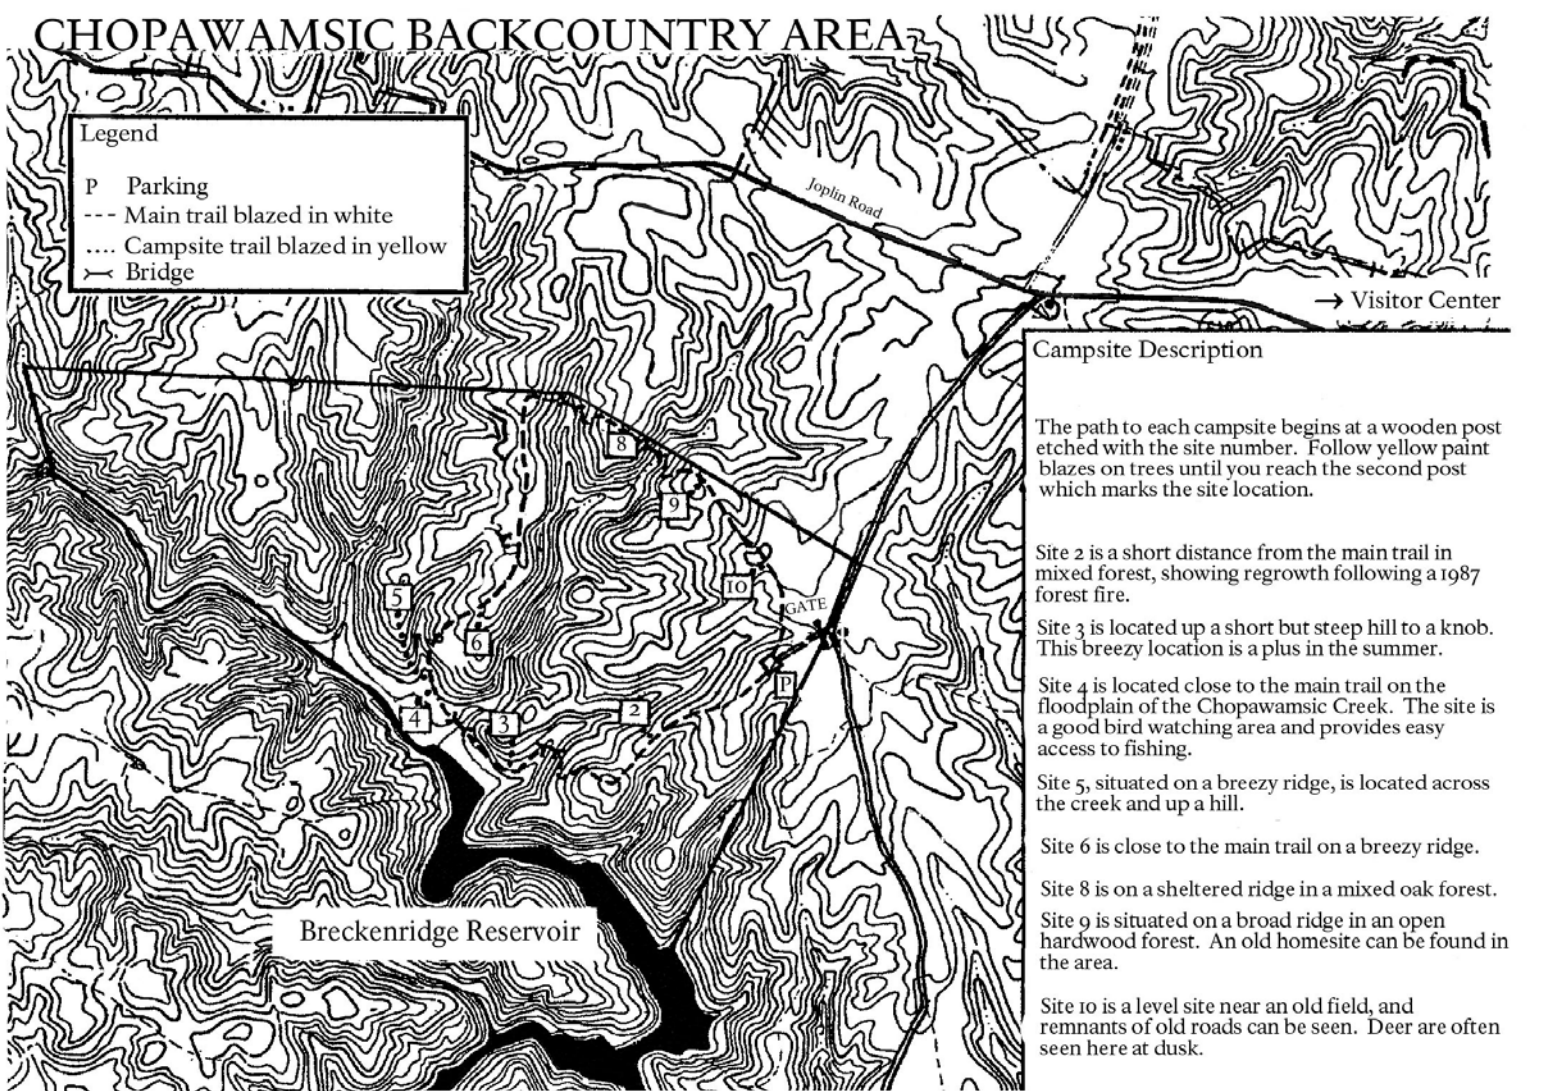 CHOPAWAMSIC BACKCOUNTRY AREA
Legend
P Parking
--- Main trail blazed in white
.... Campsite trail blazed in yellow
Bridge
Joplin Road
→ Visitor Center
8
9
10
GATE
5
6
P
4
3
2
Breckenridge Reservoir
Campsite Description
The path to each campsite begins at a wooden post
etched with the site number. Follow yellow paint
blazes on trees until you reach the second post
which marks the site location.
Site 2 is a short distance from the main trail in
mixed forest, showing regrowth following a 1987
forest fire.
Site 3 is located up a short but steep hill to a knob.
This breezy location is a plus in the summer.
Site 4 is located close to the main trail on the
floodplain of the Chopawamsic Creek. The site is
a good bird watching area and provides easy
access to fishing.
Site 5, situated on a breezy ridge, is located across
the creek and up a hill.
Site 6 is close to the main trail on a breezy ridge.
Site 8 is on a sheltered ridge in a mixed oak forest.
Site 9 is situated on a broad ridge in an open
hardwood forest. An old homesite can be found in
the area.
Site 10 is a level site near an old field, and
remnants of old roads can be seen. Deer are often
seen here at dusk.